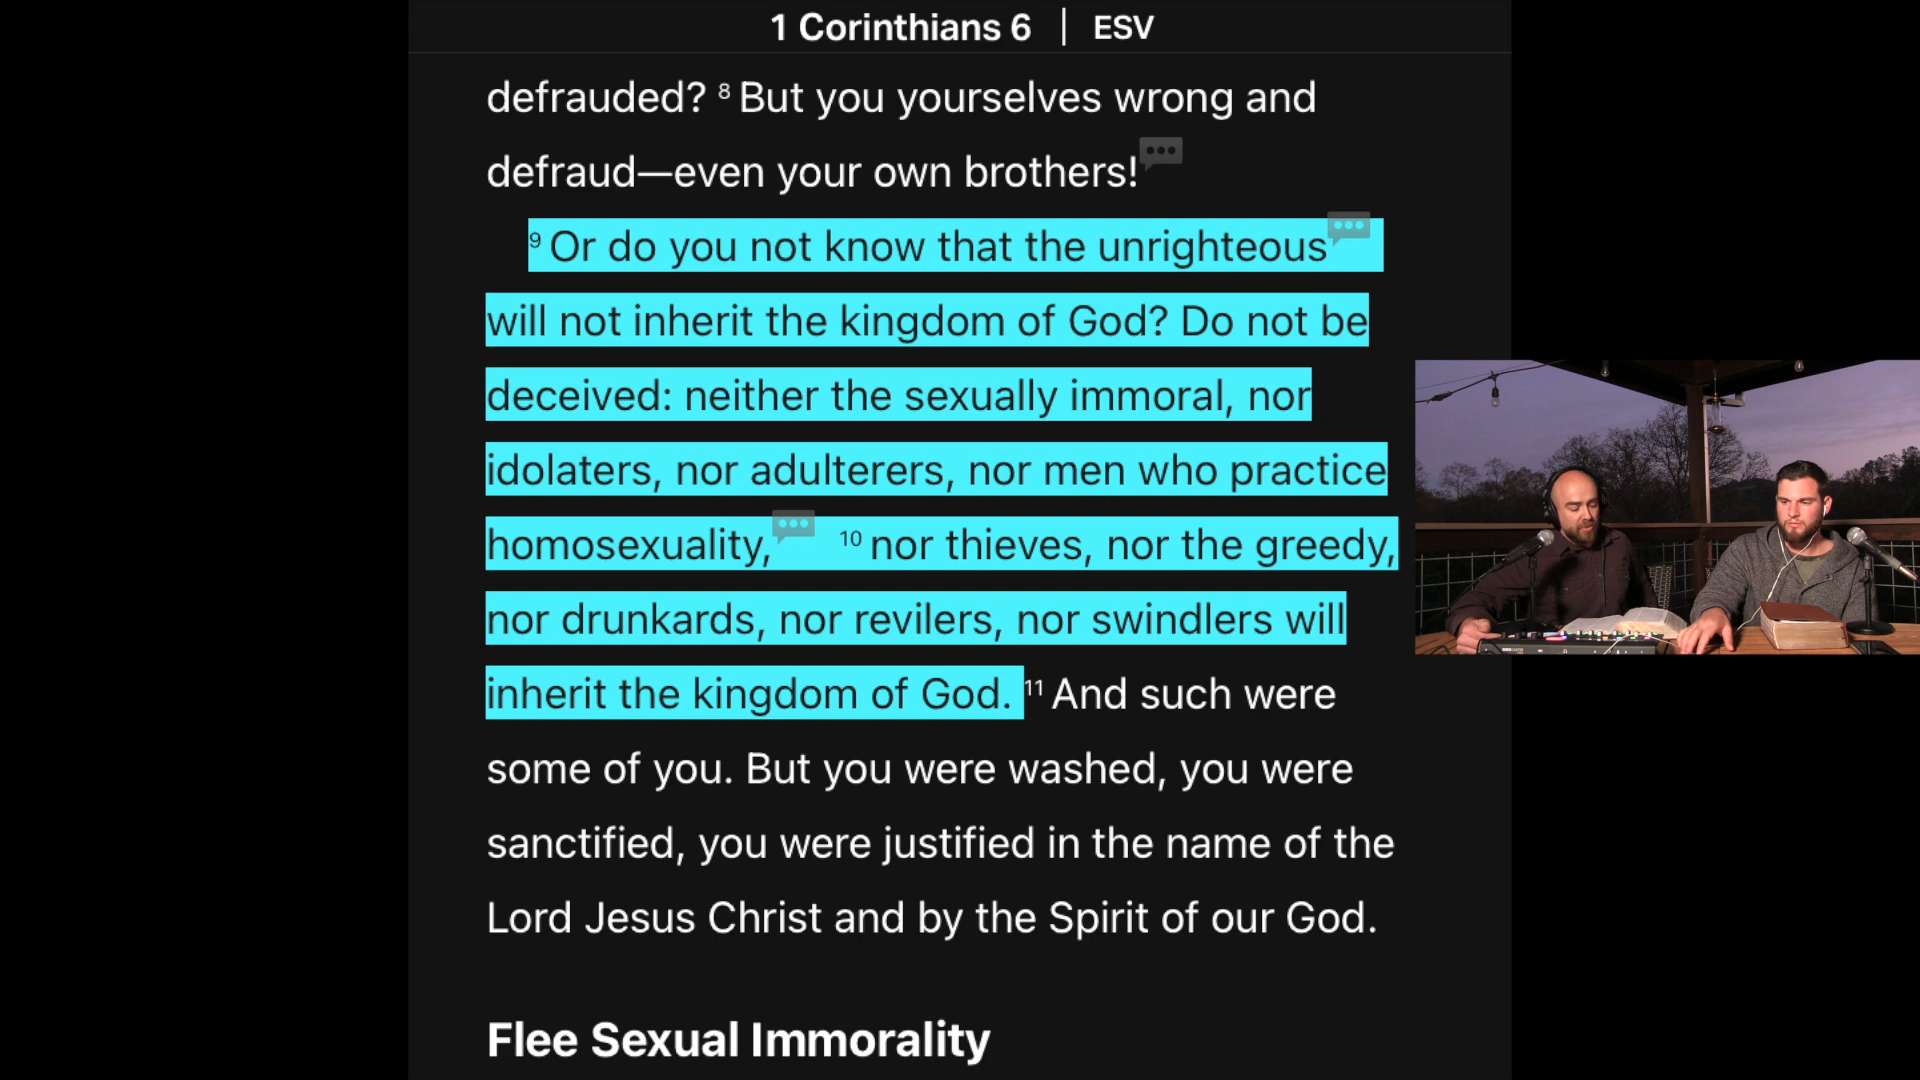 1 Corinthians 6 | ESV
defrauded? 8 But you yourselves wrong and
defraud—even your own brothers!
9 Or do you not know that the unrighteous
will not inherit the kingdom of God? Do not be
deceived: neither the sexually immoral, nor
idolaters, nor adulterers, nor men who practice
homosexuality, 10 nor thieves, nor the greedy,
nor drunkards, nor revilers, nor swindlers will
inherit the kingdom of God. 11 And such were
some of you. But you were washed, you were
sanctified, you were justified in the name of the
Lord Jesus Christ and by the Spirit of our God.
Flee Sexual Immorality